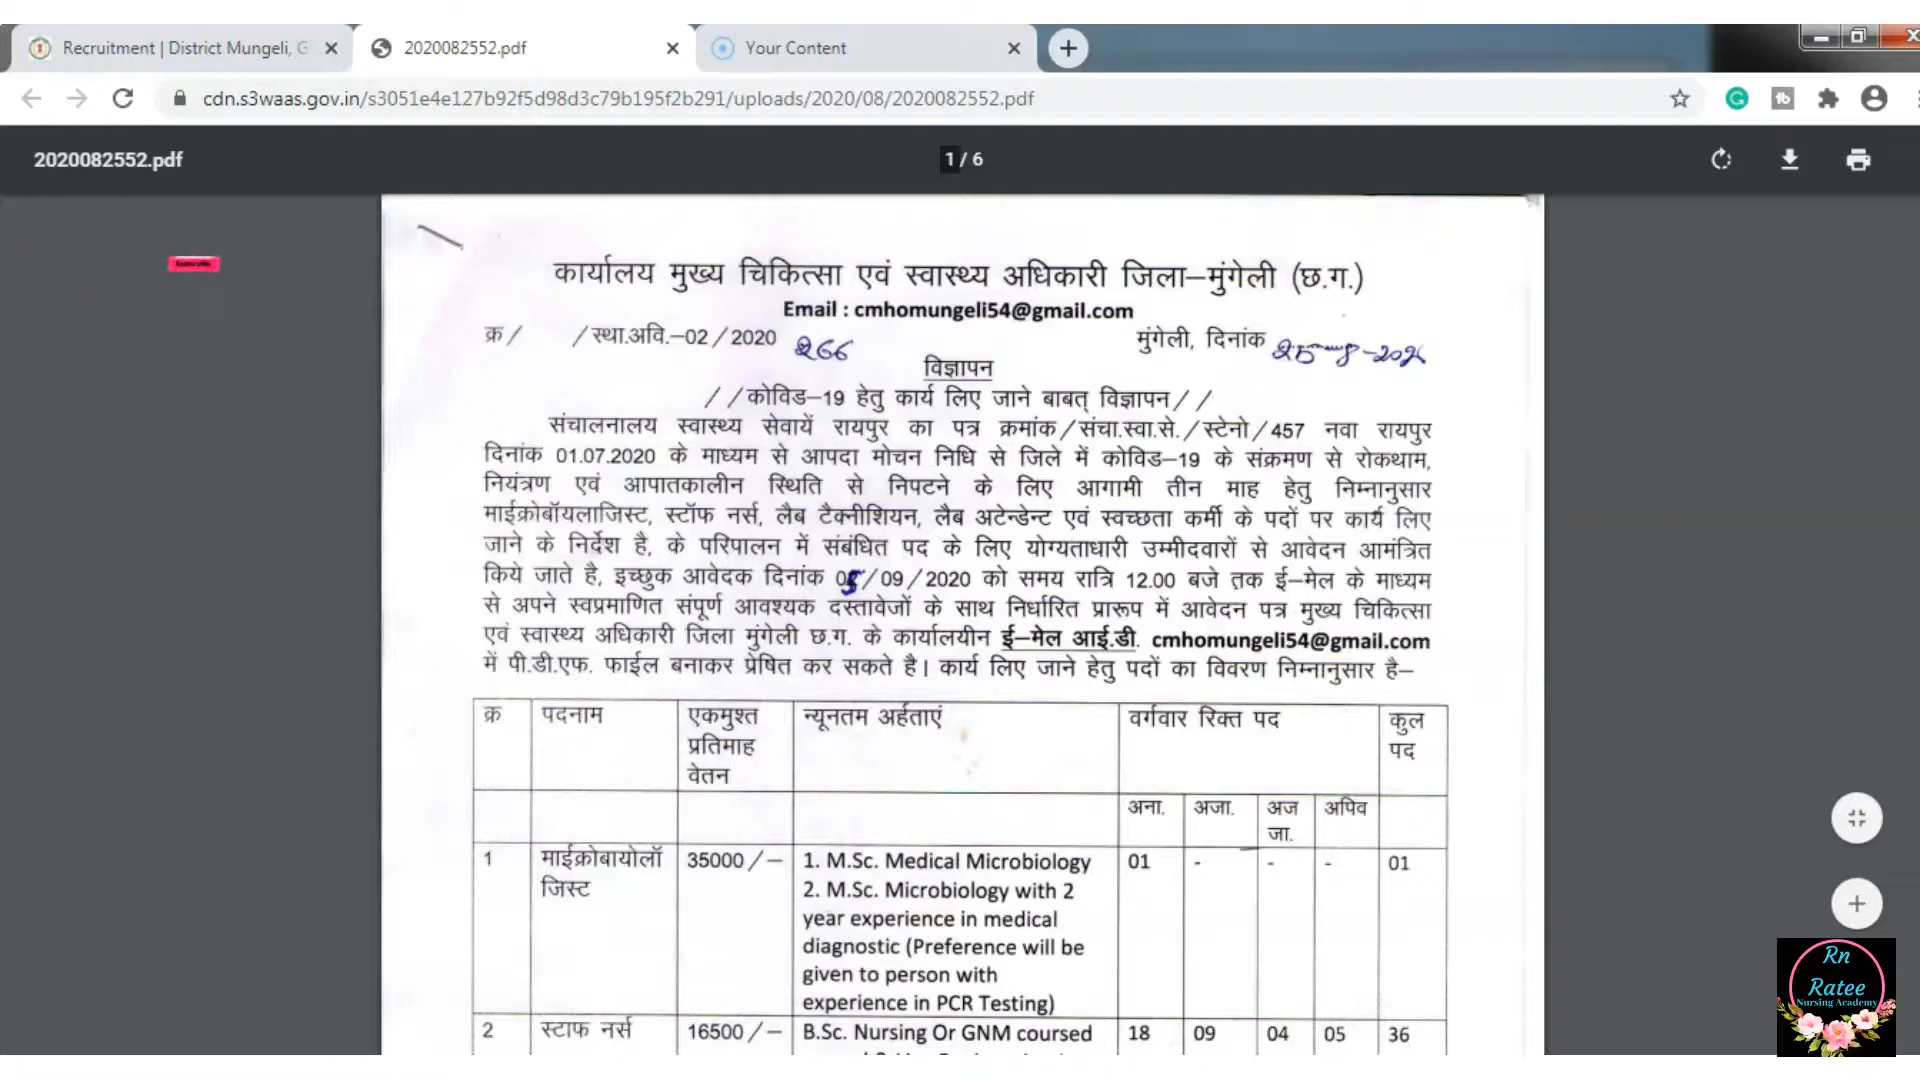 Recruitment | District Mungeli, G
2020082552.pdf
Your Content
cdn.s3waas.gov.in/s3051e4e127b92f5d98d3c79b195f2b291/uploads/2020/08/2020082552.pdf
2020082552.pdf
1 / 6
कार्यालय मुख्य चिकित्सा एवं स्वास्थ्य अधिकारी जिला–मुंगेली (छ.ग.)
Email : cmhomungeli54@gmail.com
क्र/ /स्था.अवि.–02/2020 266 मुंगेली, दिनांक 25-8-2020
विज्ञापन
//कोविड–19 हेतु कार्य लिए जाने बाबत् विज्ञापन//
संचालनालय स्वास्थ्य सेवायें रायपुर का पत्र क्रमांक/संचा.स्वा.से./स्टेनो/457 नवा रायपुर
दिनांक 01.07.2020 के माध्यम से आपदा मोचन निधि से जिले में कोविड–19 के संक्रमण से रोकथाम,
नियंत्रण एवं आपातकालीन स्थिति से निपटने के लिए आगामी तीन माह हेतु निम्नानुसार
माईक्रोबॉयलाजिस्ट, स्टॉफ नर्स, लैब टैक्नीशियन, लैब अटेन्डेन्ट एवं स्वच्छता कर्मी के पदों पर कार्य लिए
जाने के निर्देश है, के परिपालन में संबंधित पद के लिए योग्यताधारी उम्मीदवारों से आवेदन आमंत्रित
किये जाते है, इच्छुक आवेदक दिनांक 05/09/2020 को समय रात्रि 12.00 बजे तक ई–मेल के माध्यम
से अपने स्वप्रमाणित संपूर्ण आवश्यक दस्तावेजों के साथ निर्धारित प्रारूप में आवेदन पत्र मुख्य चिकित्सा
एवं स्वास्थ्य अधिकारी जिला मुंगेली छ.ग. के कार्यालयीन ई–मेल आई.डी. cmhomungeli54@gmail.com
में पी.डी.एफ. फाईल बनाकर प्रेषित कर सकते है। कार्य लिए जाने हेतु पदों का विवरण निम्नानुसार है–
क्र पदनाम एकमुश्त न्यूनतम अर्हताएं वर्गवार रिक्त पद कुल
प्रतिमाह पद
वेतन
अना. अजा. अज अपिव
जा.
1 माईक्रोबायोलॉ 35000/– 1. M.Sc. Medical Microbiology 01 - - - 01
जिस्ट 2. M.Sc. Microbiology with 2
year experience in medical
diagnostic (Preference will be
given to person with
experience in PCR Testing)
2 स्टाफ नर्स 16500/– B.Sc. Nursing Or GNM coursed 18 09 04 05 36
Rn
Ratee
Nursing Academy